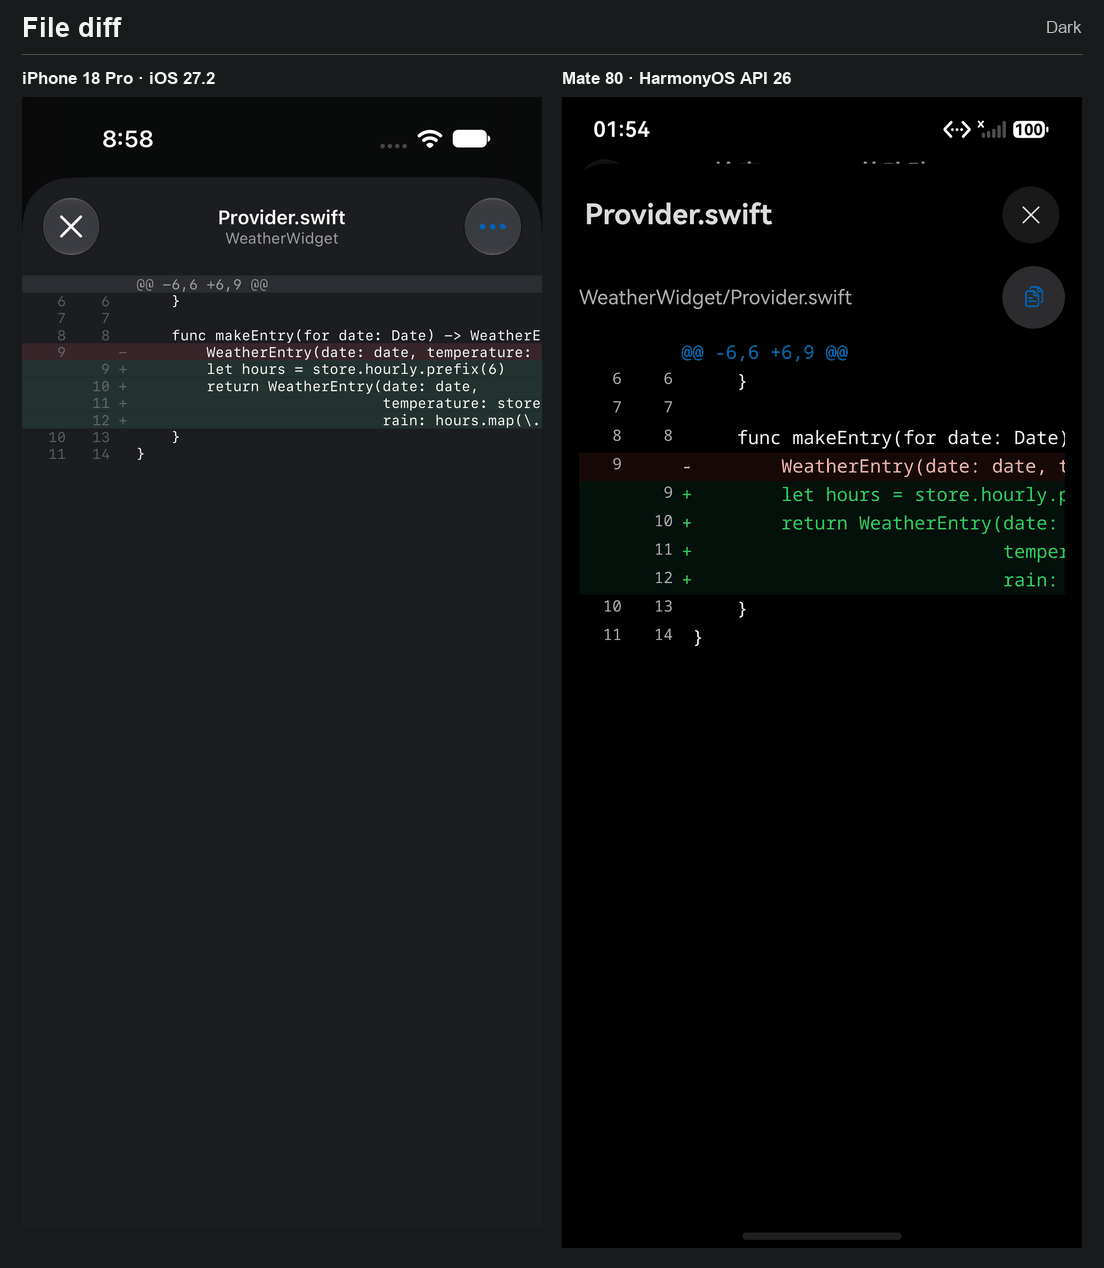 File diff
Dark
iPhone 18 Pro · iOS 27.2
Mate 80 · HarmonyOS API 26
8:58
Provider.swift
WeatherWidget
@@ −6,6 +6,9 @@
6 6 }
7 7
8 8 func makeEntry(for date: Date) -> WeatherE
9 − WeatherEntry(date: date, temperature:
9 + let hours = store.hourly.prefix(6)
10 + return WeatherEntry(date: date,
11 + temperature: store
12 + rain: hours.map(\.
10 13 }
11 14 }
01:54
100
Provider.swift
WeatherWidget/Provider.swift
@@ -6,6 +6,9 @@
6 6 }
7 7
8 8 func makeEntry(for date: Date)
9 - WeatherEntry(date: date, t
9 + let hours = store.hourly.p
10 + return WeatherEntry(date:
11 + temper
12 + rain:
10 13 }
11 14 }